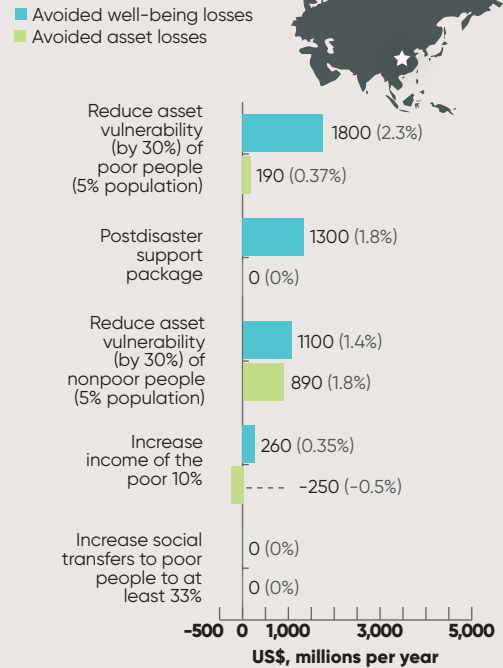 Avoided well-being losses
Avoided asset losses
Reduce asset
vulnerability
(by 30%) of
poor people
(5% population)
1800 (2.3%)
190 (0.37%)
Postdisaster
support
package
1300 (1.8%)
0 (0%)
Reduce asset
vulnerability
(by 30%) of
nonpoor people
(5% population)
1100 (1.4%)
890 (1.8%)
Increase
income of the
poor 10%
260 (0.35%)
-250 (-0.5%)
Increase social
transfers to poor
people to at
least 33%
0 (0%)
0 (0%)
-500 0 1,000 3,000 5,000
US$, millions per year